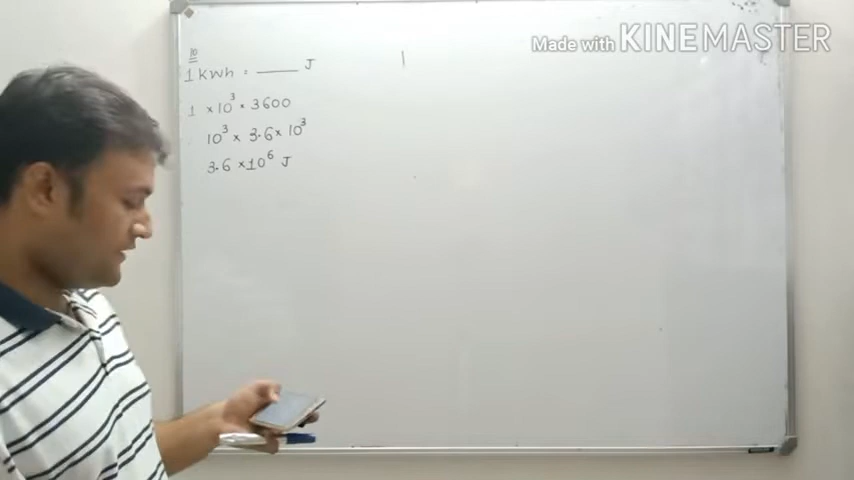 Made with KINEMASTER
10
1 kwh = ____ J
1 × 10³ × 3600
10³ × 3.6 × 10³
3.6 × 10⁶ J
|